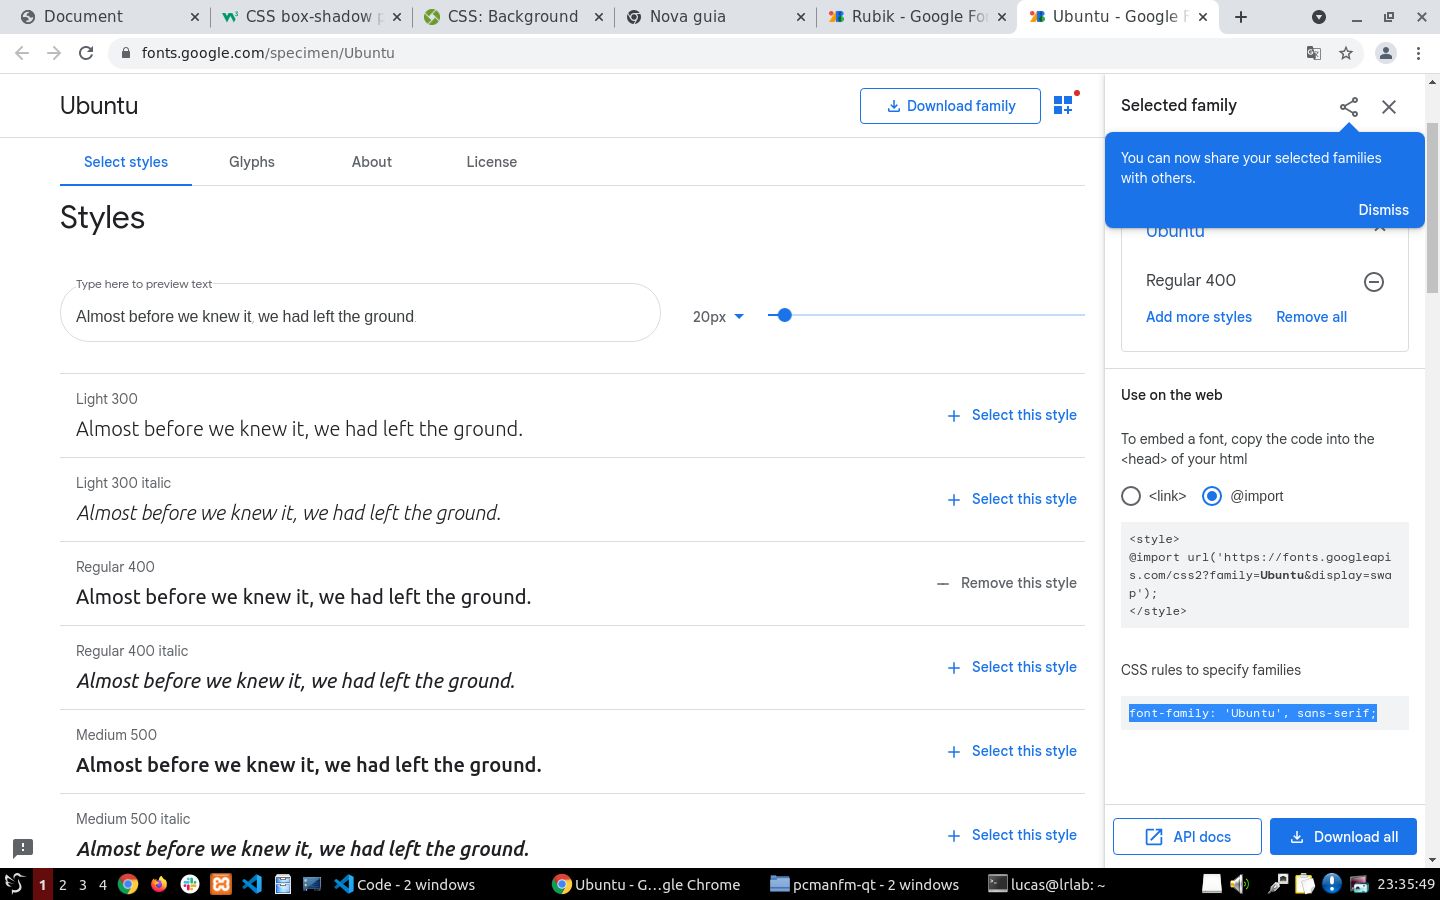 Document
CSS box-shadow
CSS: Background
Nova guia
Rubik - Google Fo
Ubuntu - Google F
fonts.google.com/specimen/Ubuntu
Ubuntu
Download family
Select styles
Glyphs
About
License
Styles
Type here to preview text
Almost before we knew it, we had left the ground.
20px
Light 300
Almost before we knew it, we had left the ground.
Select this style
Light 300 italic
Almost before we knew it, we had left the ground.
Select this style
Regular 400
Almost before we knew it, we had left the ground.
Remove this style
Regular 400 italic
Almost before we knew it, we had left the ground.
Select this style
Medium 500
Almost before we knew it, we had left the ground.
Select this style
Medium 500 italic
Almost before we knew it, we had left the ground.
Select this style
Selected family
You can now share your selected families
with others.
Dismiss
Ubuntu
Regular 400
Add more styles
Remove all
Use on the web
To embed a font, copy the code into the
<head> of your html
<link>
@import
<style>
@import url('https://fonts.googleapi
s.com/css2?family=Ubuntu&display=swa
p');
</style>
CSS rules to specify families
font-family: 'Ubuntu', sans-serif;
API docs
Download all
1 2 3 4
Code - 2 windows
Ubuntu - G...gle Chrome
pcmanfm-qt - 2 windows
lucas@lrlab: ~
23:35:49